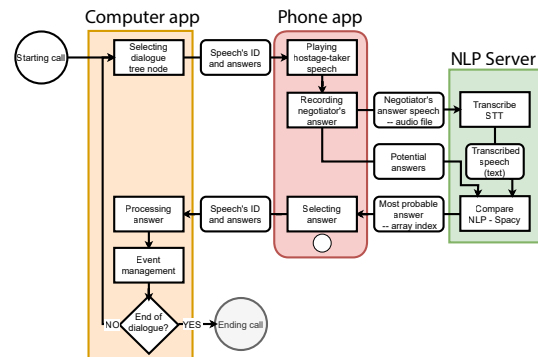 Computer app
Phone app
NLP Server
Starting call
Selecting
dialogue
tree node
Speech's ID
and answers
Playing
hostage-taker
speech
Recording
negotiator's
answer
Negotiator's
answer speech
-- audio file
Transcribe
STT
Transcribed
speech
(text)
Potential
answers
Compare
NLP - Spacy
Most probable
answer
-- array index
Selecting
answer
Speech's ID
and answers
Processing
answer
Event
management
End of
dialogue?
NO
YES
Ending call